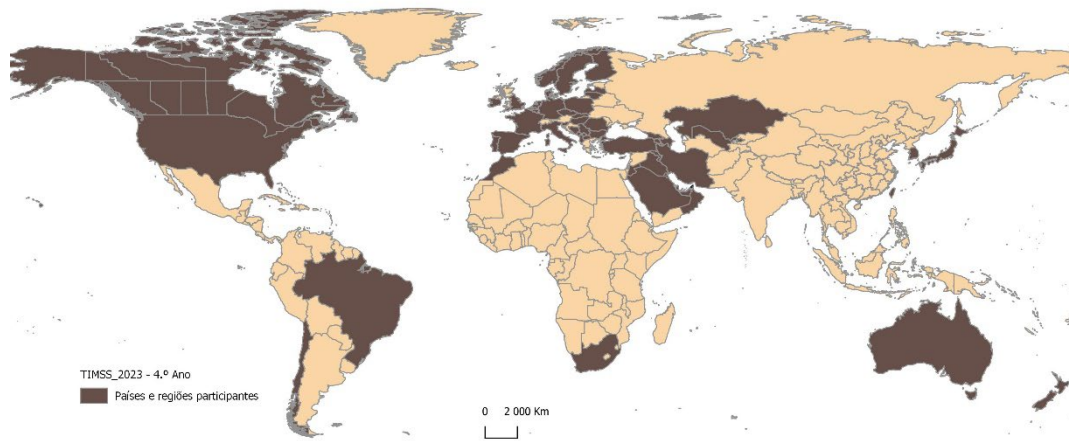 TIMSS_2023 - 4.º Ano
Países e regiões participantes
0 2 000 Km